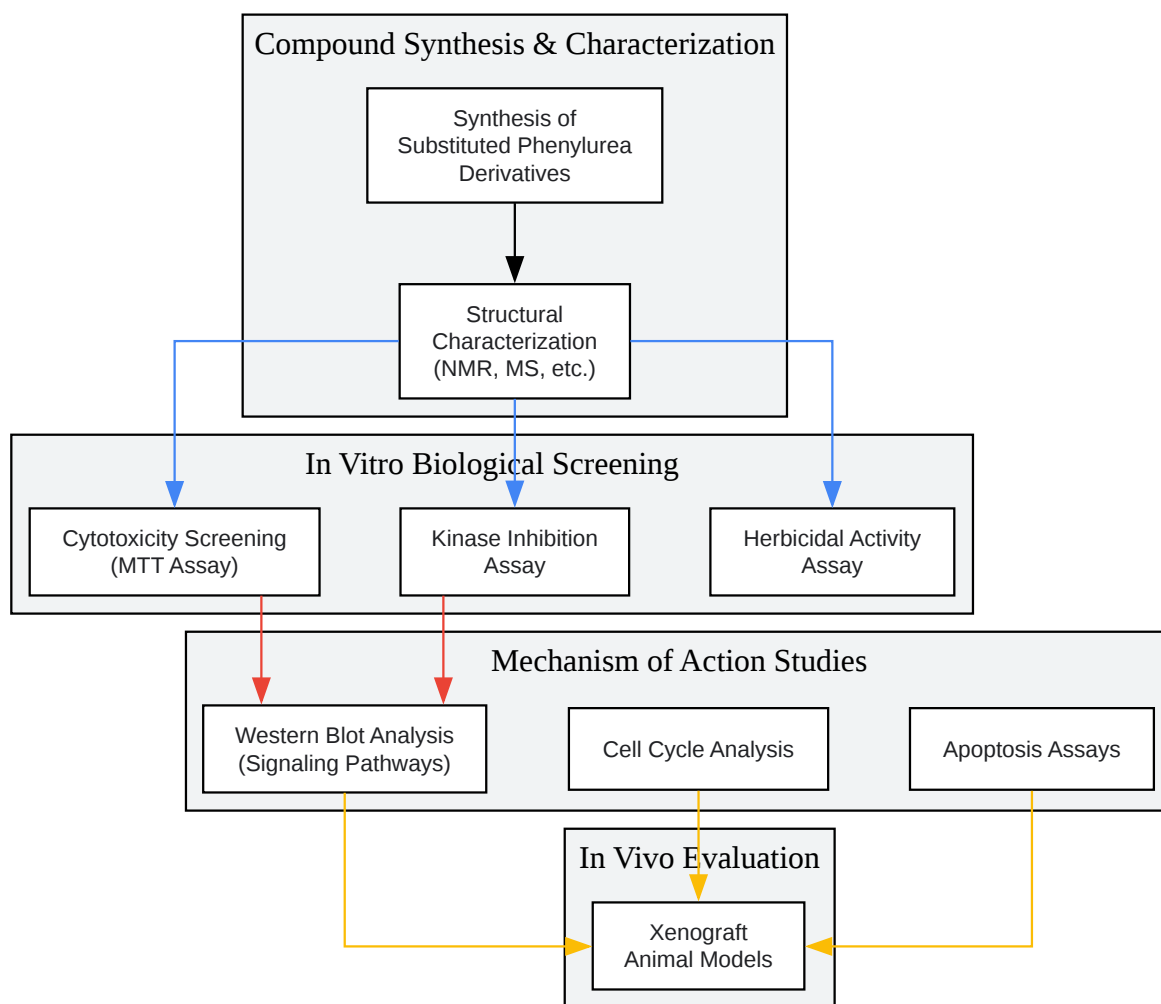 Compound Synthesis & Characterization
Synthesis of
Substituted Phenylurea
Derivatives
Structural
Characterization
(NMR, MS, etc.)
In Vitro Biological Screening
Cytotoxicity Screening
(MTT Assay)
Kinase Inhibition
Assay
Herbicidal Activity
Assay
Mechanism of Action Studies
Western Blot Analysis
(Signaling Pathways)
Cell Cycle Analysis
Apoptosis Assays
In Vivo Evaluation
Xenograft
Animal Models